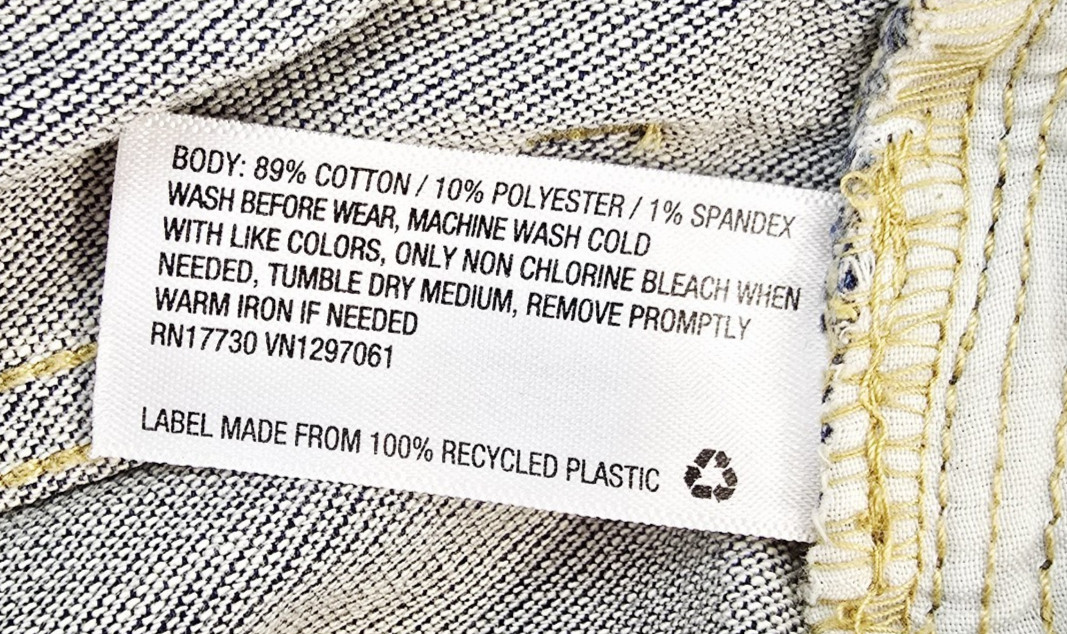 BODY: 89% COTTON / 10% POLYESTER / 1% SPANDEX
WASH BEFORE WEAR, MACHINE WASH COLD
WITH LIKE COLORS, ONLY NON CHLORINE BLEACH WHEN
NEEDED, TUMBLE DRY MEDIUM, REMOVE PROMPTLY
WARM IRON IF NEEDED
RN17730 VN1297061
LABEL MADE FROM 100% RECYCLED PLASTIC